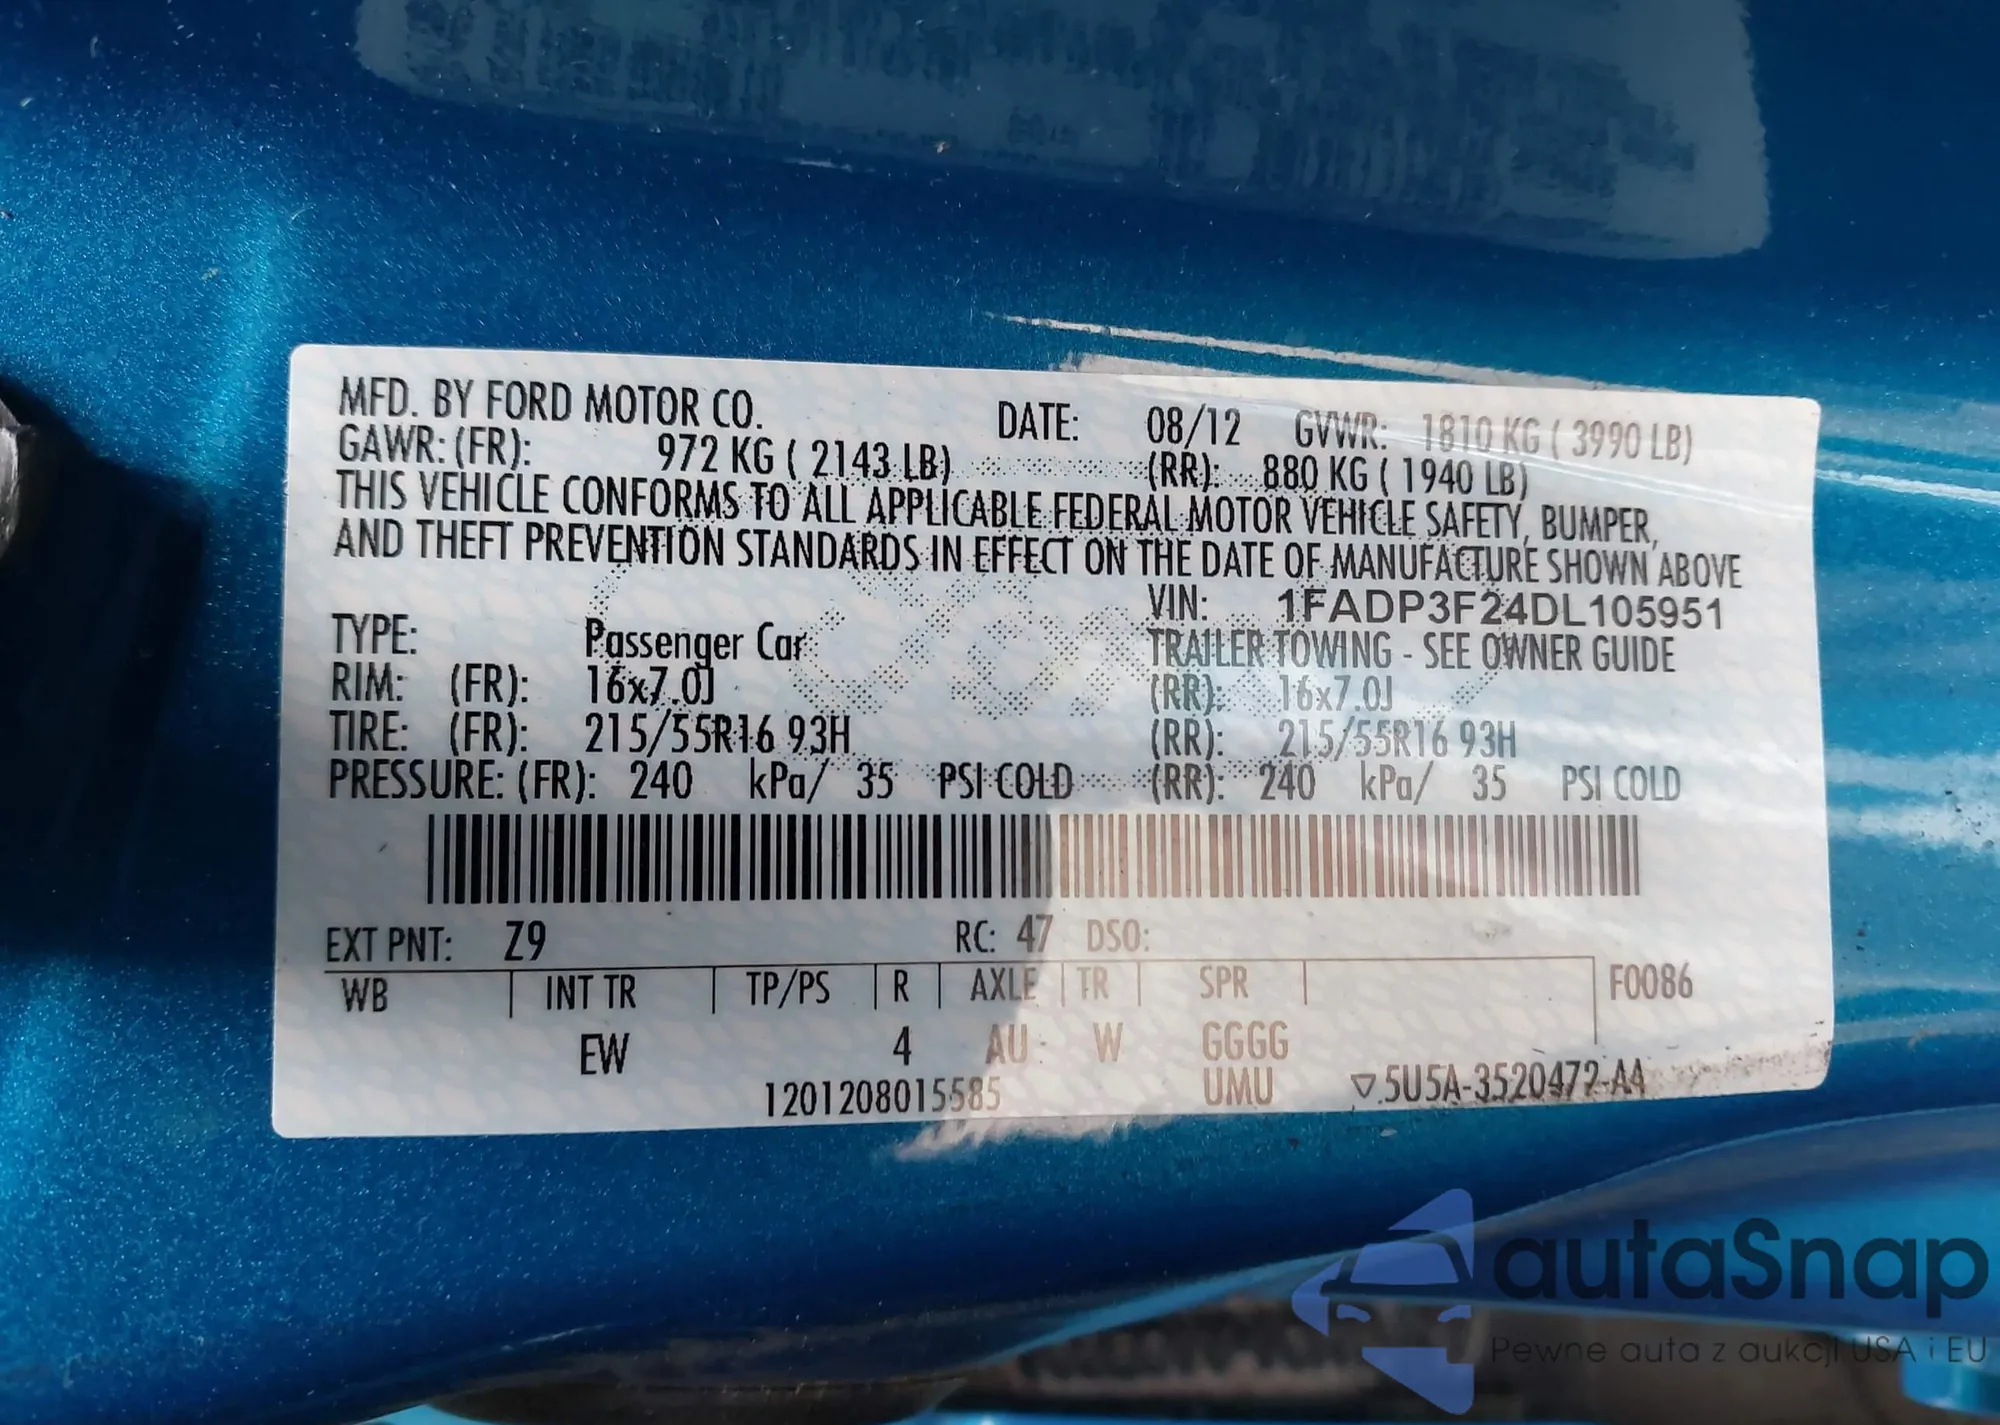 MFD. BY FORD MOTOR CO. DATE: 08/12 GVWR: 1810 KG ( 3990 LB)
GAWR: (FR): 972 KG ( 2143 LB) (RR): 880 KG ( 1940 LB)
THIS VEHICLE CONFORMS TO ALL APPLICABLE FEDERAL MOTOR VEHICLE SAFETY, BUMPER,
AND THEFT PREVENTION STANDARDS IN EFFECT ON THE DATE OF MANUFACTURE SHOWN ABOVE
VIN: 1FADP3F24DL105951
TYPE: Passenger Car TRAILER TOWING - SEE OWNER GUIDE
RIM: (FR): 16x7.0J (RR): 16x7.0J
TIRE: (FR): 215/55R16 93H (RR): 215/55R16 93H
PRESSURE: (FR): 240 kPa/ 35 PSI COLD (RR): 240 kPa/ 35 PSI COLD
EXT PNT: Z9 RC: 47 DSO:
WB INT TR TP/PS R AXLE TR SPR F0086
EW 4 AU W GGGG
1201208015585 UMU ▽.5U5A-3520472-AA
autaSnap
Pewne auta z aukcji USA i EU